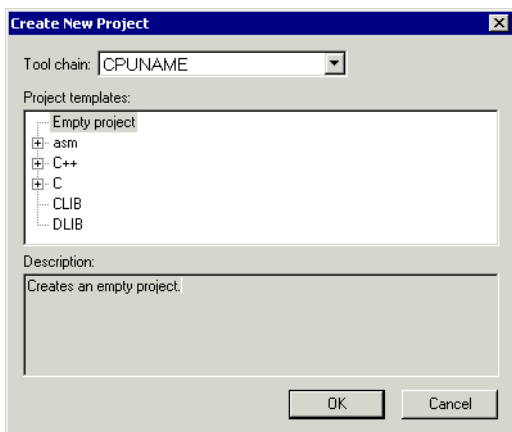 Create New Project
Tool chain: CPUNAME
Project templates:
Empty project
asm
C++
C
CLIB
DLIB
Description:
Creates an empty project.
OK Cancel